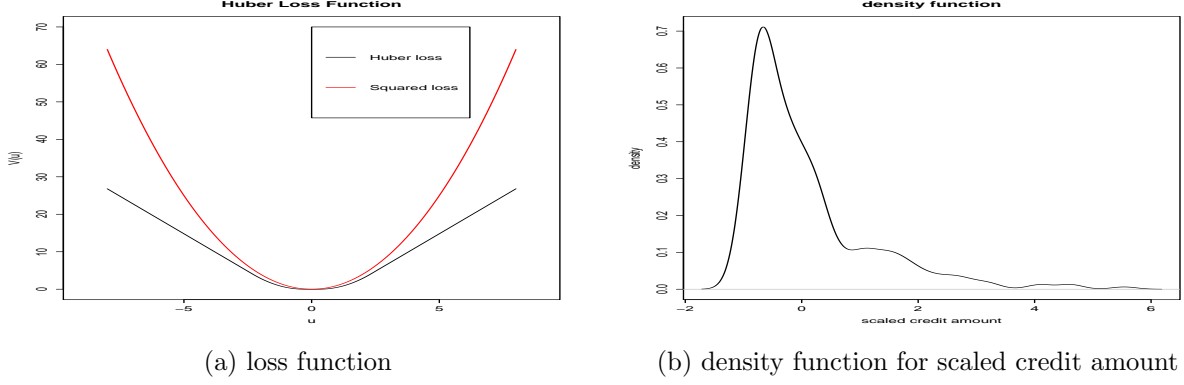 Huber Loss Function
V(u)
70
60
50
40
30
20
10
0
Huber loss
Squared loss
−5
0
5
u
(a) loss function
density function
density
0.7
0.6
0.5
0.4
0.3
0.2
0.1
0.0
−2
0
2
4
6
scaled credit amount
(b) density function for scaled credit amount